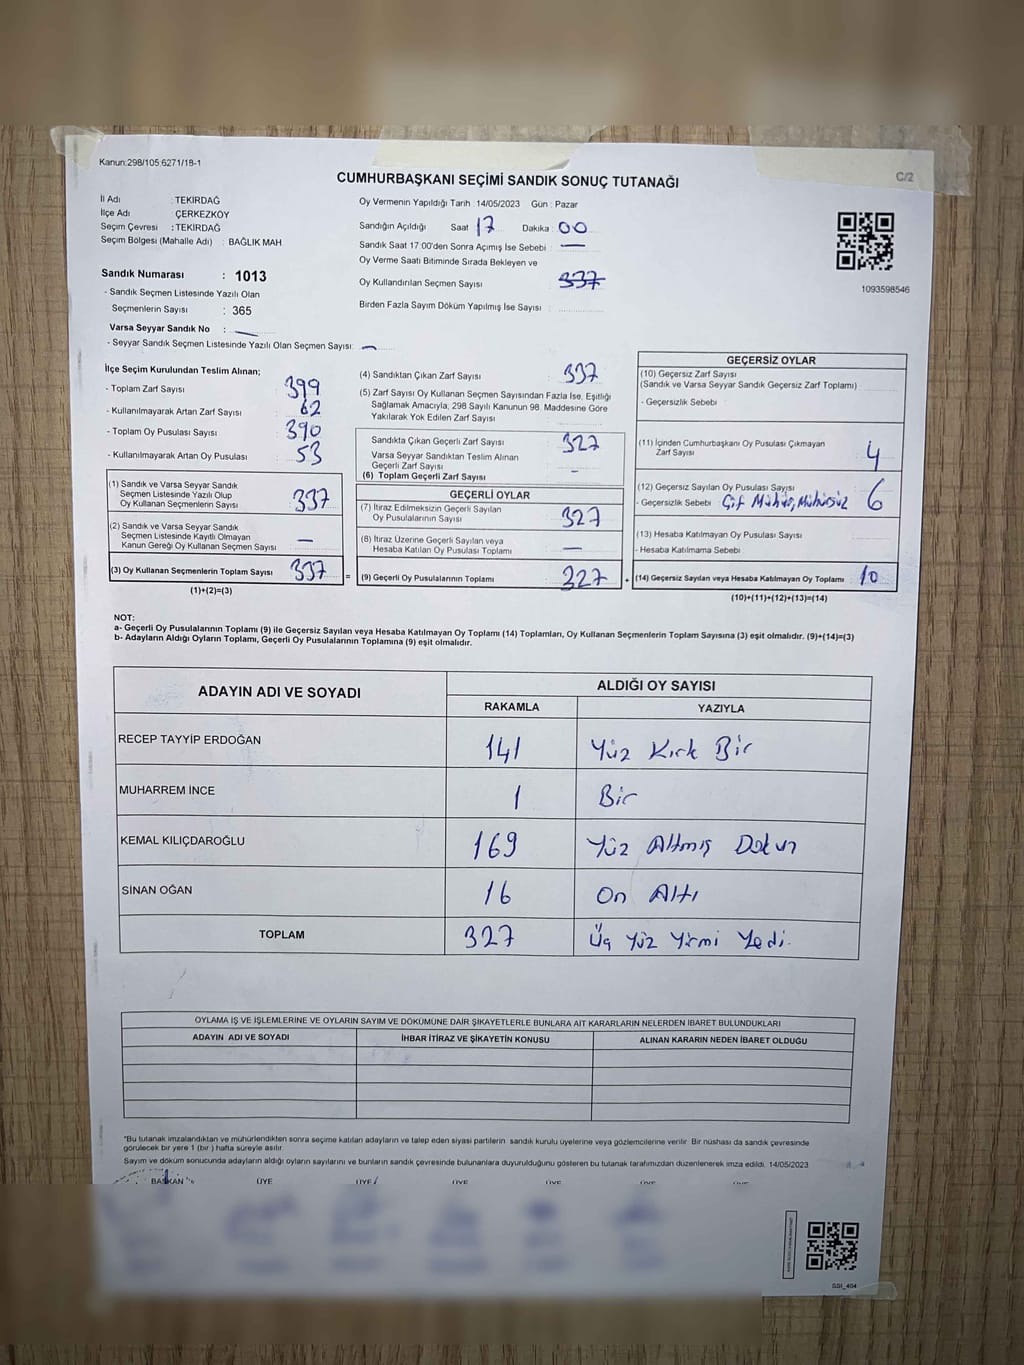 Kanun:298/105.6271/18-1
C/2
CUMHURBAŞKANI SEÇİMİ SANDIK SONUÇ TUTANAĞI
İl Adı : TEKİRDAĞ
İlçe Adı : ÇERKEZKÖY
Seçim Çevresi : TEKİRDAĞ
Seçim Bölgesi (Mahalle Adı) : BAĞLIK MAH
Sandık Numarası : 1013
- Sandık Seçmen Listesinde Yazılı Olan
Seçmenlerin Sayısı : 365
Varsa Seyyar Sandık No : —
- Seyyar Sandık Seçmen Listesinde Yazılı Olan Seçmen Sayısı: —
Oy Vermenin Yapıldığı Tarih : 14/05/2023 Gün : Pazar
Sandığın Açıldığı Saat 17 Dakika : 00
Sandık Saat 17:00'den Sonra Açımış İse Sebebi : —
Oy Verme Saati Bitiminde Sırada Bekleyen ve
Oy Kullandırılan Seçmen Sayısı : 337
Birden Fazla Sayım Döküm Yapılmış İse Sayısı :
1093598546
İlçe Seçim Kurulundan Teslim Alınan;
- Toplam Zarf Sayısı 399
- Kullanılmayarak Artan Zarf Sayısı : 62
- Toplam Oy Pusulası Sayısı : 390
- Kullanılmayarak Artan Oy Pusulası : 53
(1) Sandık ve Varsa Seyyar Sandık
Seçmen Listesinde Yazılı Olup
Oy Kullanan Seçmenlerin Sayısı : 337
(2) Sandık ve Varsa Seyyar Sandık
Seçmen Listesinde Kayıtlı Olmayan
Kanun Gereği Oy Kullanan Seçmen Sayısı : —
(3) Oy Kullanan Seçmenlerin Toplam Sayısı : 337
(1)+(2)=(3)
(4) Sandıktan Çıkan Zarf Sayısı : 337
(5) Zarf Sayısı Oy Kullanan Seçmen Sayısından Fazla İse, Eşitliği
Sağlamak Amacıyla, 298 Sayılı Kanunun 98. Maddesine Göre
Yakılarak Yok Edilen Zarf Sayısı :
Sandıkta Çıkan Geçerli Zarf Sayısı : 327
Varsa Seyyar Sandıktan Teslim Alınan
Geçerli Zarf Sayısı : -
(6) Toplam Geçerli Zarf Sayısı
GEÇERLİ OYLAR
(7) İtiraz Edilmeksizin Geçerli Sayılan
Oy Pusulalarının Sayısı : 327
(8) İtiraz Üzerine Geçerli Sayılan veya
Hesaba Katılan Oy Pusulası Toplamı : —
= (9) Geçerli Oy Pusulalarının Toplamı : 327
GEÇERSİZ OYLAR
(10) Geçersiz Zarf Sayısı :
(Sandık ve Varsa Seyyar Sandık Geçersiz Zarf Toplamı)
- Geçersizlik Sebebi :
(11) İçinden Cumhurbaşkanı Oy Pusulası Çıkmayan
Zarf Sayısı : 4
(12) Geçersiz Sayılan Oy Pusulası Sayısı : 6
- Geçersizlik Sebebi : Çif Mühür, Mühürsüz
(13) Hesaba Katılmayan Oy Pusulası Sayısı :
- Hesaba Katılmama Sebebi :
+ (14) Geçersiz Sayılan veya Hesaba Katılmayan Oy Toplamı : 10
(10)+(11)+(12)+(13)=(14)
NOT:
a- Geçerli Oy Pusulalarının Toplamı (9) ile Geçersiz Sayılan veya Hesaba Katılmayan Oy Toplamı (14) Toplamları, Oy Kullanan Seçmenlerin Toplam Sayısına (3) eşit olmalıdır. (9)+(14)=(3)
b- Adayların Aldığı Oyların Toplamı, Geçerli Oy Pusulalarının Toplamına (9) eşit olmalıdır.
ADAYIN ADI VE SOYADI ALDIĞI OY SAYISI
RAKAMLA YAZIYLA
RECEP TAYYİP ERDOĞAN 141 Yüz Kırk Bir
MUHARREM İNCE 1 Bir
KEMAL KILIÇDAROĞLU 169 Yüz Altmış Dokuz
SİNAN OĞAN 16 On Altı
TOPLAM 327 Üç Yüz Yirmi Yedi.
OYLAMA İŞ VE İŞLEMLERİNE VE OYLARIN SAYIM VE DÖKÜMÜNE DAİR ŞİKAYETLERLE BUNLARA AİT KARARLARIN NELERDEN İBARET BULUNDUKLARI
ADAYIN ADI VE SOYADI İHBAR İTİRAZ VE ŞİKAYETİN KONUSU ALINAN KARARIN NEDEN İBARET OLDUĞU
*Bu tutanak imzalandıktan ve mühürlendikten sonra seçime katılan adayların ve talep eden siyasi partilerin sandık kurulu üyelerine veya gözlemcilerine verilir. Bir nüshası da sandık çevresinde
görülecek bir yere 1 (bir ) hafta süreyle asılır.
Sayım ve döküm sonucunda adayların aldığı oyların sayılarını ve bunların sandık çevresinde bulunanlara duyurulduğunu gösteren bu tutanak tarafımızdan düzenlenerek imza edildi. 14/05/2023
BAŞKAN ÜYE ÜYE ÜYE ÜYE ÜYE
SSI_404